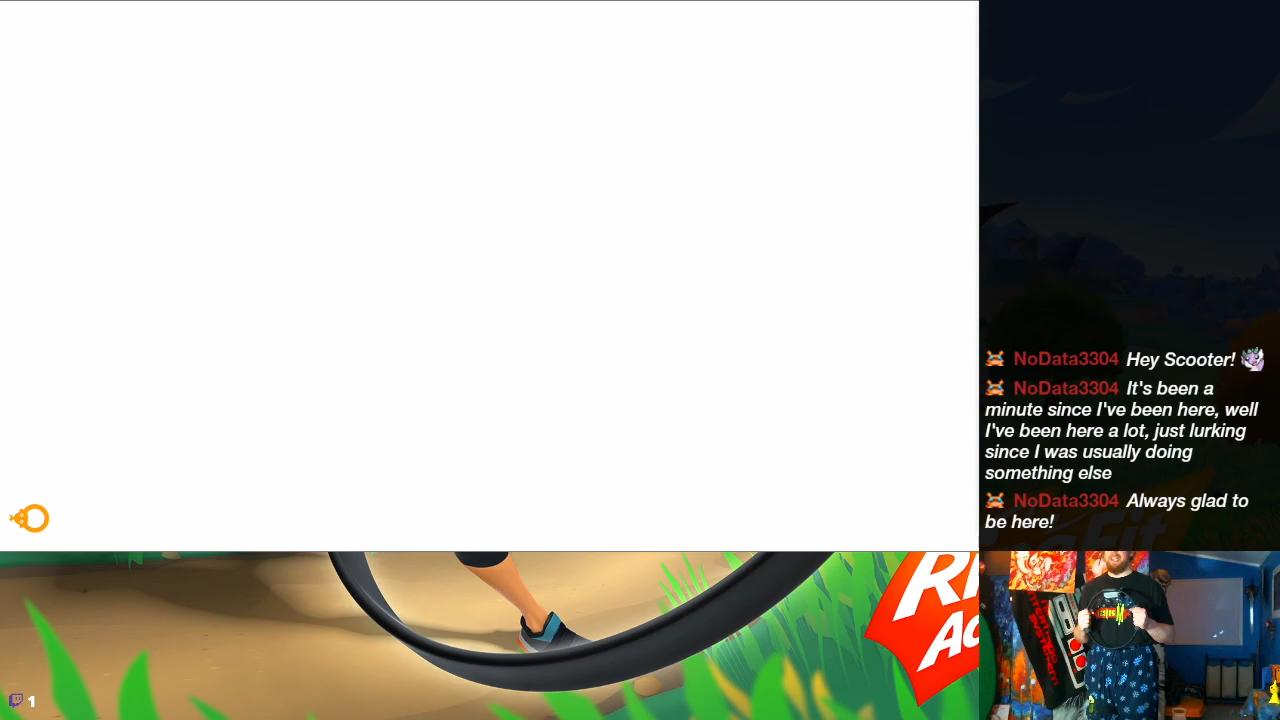 NoData3304 Hey Scooter!
NoData3304 It's been a
minute since I've been here, well
I've been here a lot, just lurking
since I was usually doing
something else
NoData3304 Always glad to
be here!
1